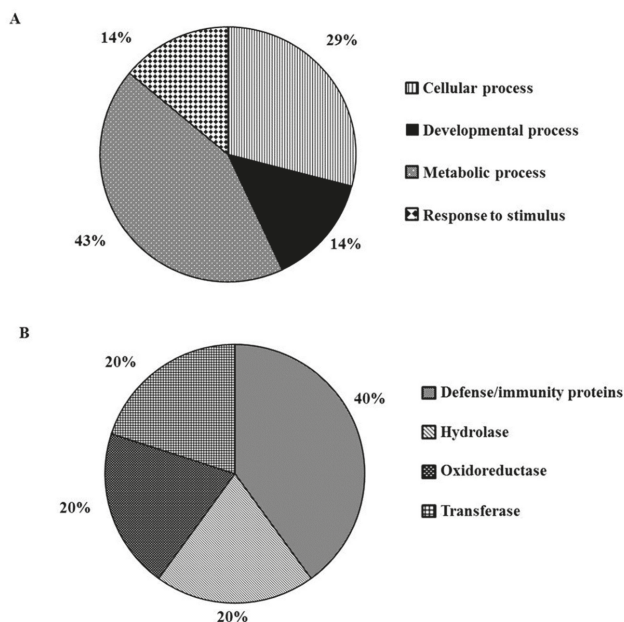 A
14%
29%
43%
14%
Cellular process
Developmental process
Metabolic process
Response to stimulus
B
20%
40%
20%
20%
Defense/immunity proteins
Hydrolase
Oxidoreductase
Transferase